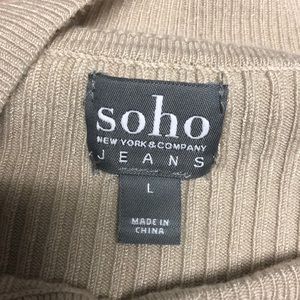 soho
NEW YORK & COMPANY
JEANS
L
MADE IN
CHINA